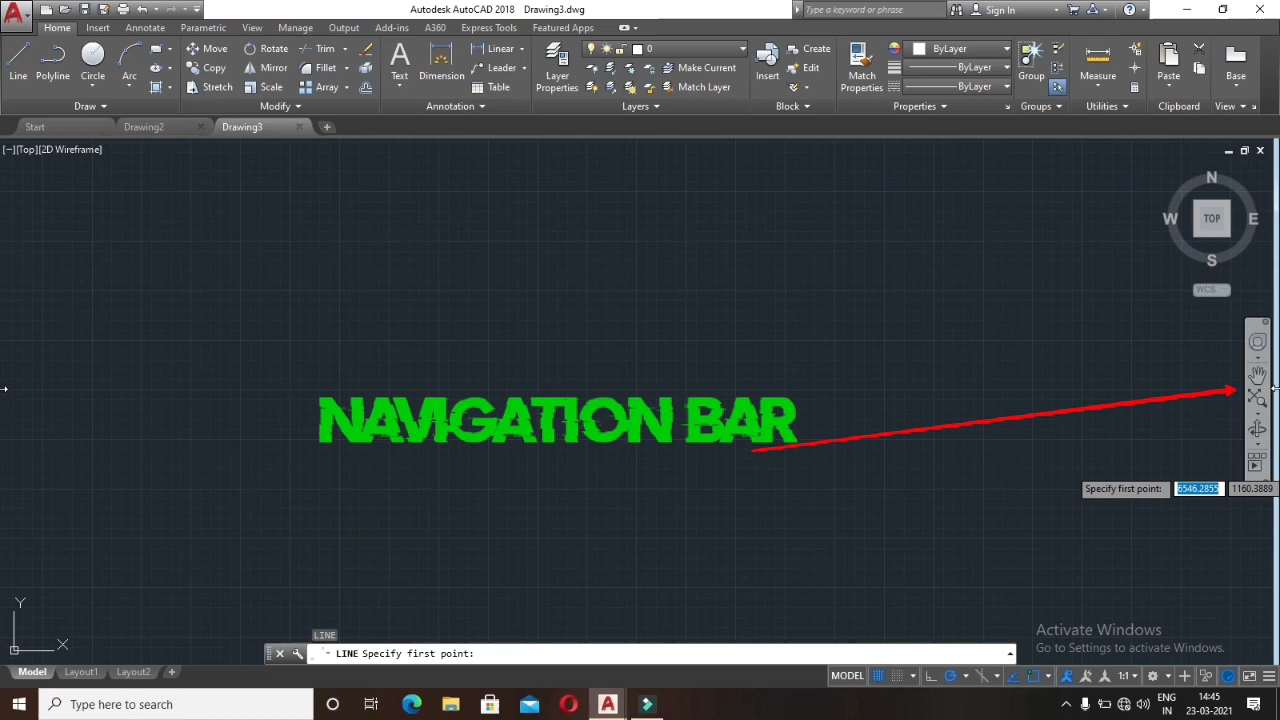 Autodesk AutoCAD 2018 Drawing3.dwg
Type a keyword or phrase
Sign In
Home Insert Annotate Parametric View Manage Output Add-ins A360 Express Tools Featured Apps
Line Polyline Circle Arc
Move Rotate Trim
Copy Mirror Fillet
Stretch Scale Array
Text Dimension
Linear
Leader
Table
Layer Properties
0
Make Current
Match Layer
Insert
Create
Edit
Match Properties
ByLayer
ByLayer
ByLayer
Group
Measure
Paste
Base
Draw Modify Annotation Layers Block Properties Groups Utilities Clipboard View
Start Drawing2 Drawing3
[−][Top][2D Wireframe]
N
W TOP E
S
WCS
NAVIGATION BAR
Specify first point: 6546.2855 1160.3889
Y
X
LINE
LINE Specify first point:
Activate Windows
Go to Settings to activate Windows.
Model Layout1 Layout2
MODEL 1:1
Type here to search
ENG 14:45
IN 23-03-2021
2